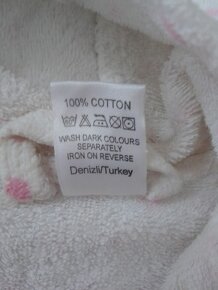 100% COTTON
WASH DARK COLOURS
SEPARATELY
IRON ON REVERSE
Denizli/Turkey